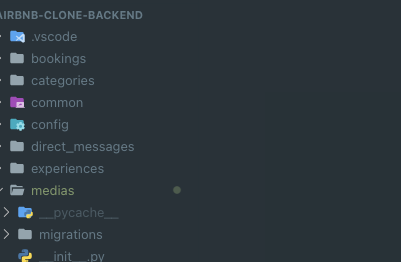 AIRBNB-CLONE-BACKEND
.vscode
bookings
categories
common
config
direct_messages
experiences
medias
__pycache__
migrations
__init__.py